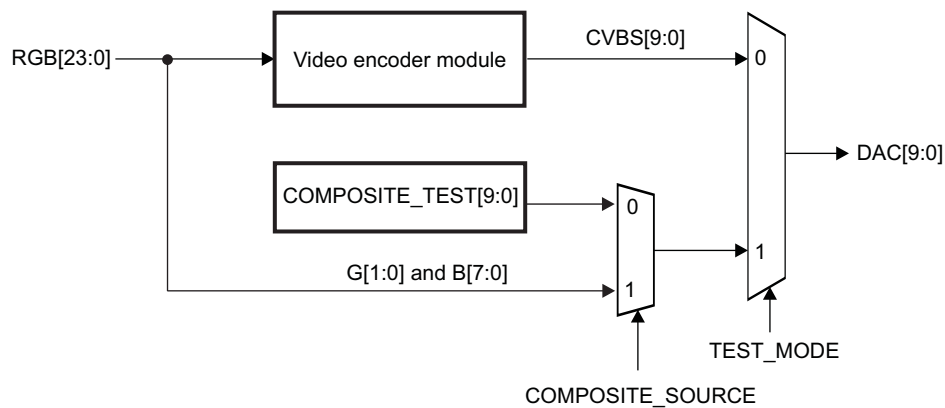 CVBS[9:0]
RGB[23:0]
Video encoder module
0
DAC[9:0]
COMPOSITE_TEST[9:0]
0
1
G[1:0] and B[7:0]
1
TEST_MODE
COMPOSITE_SOURCE